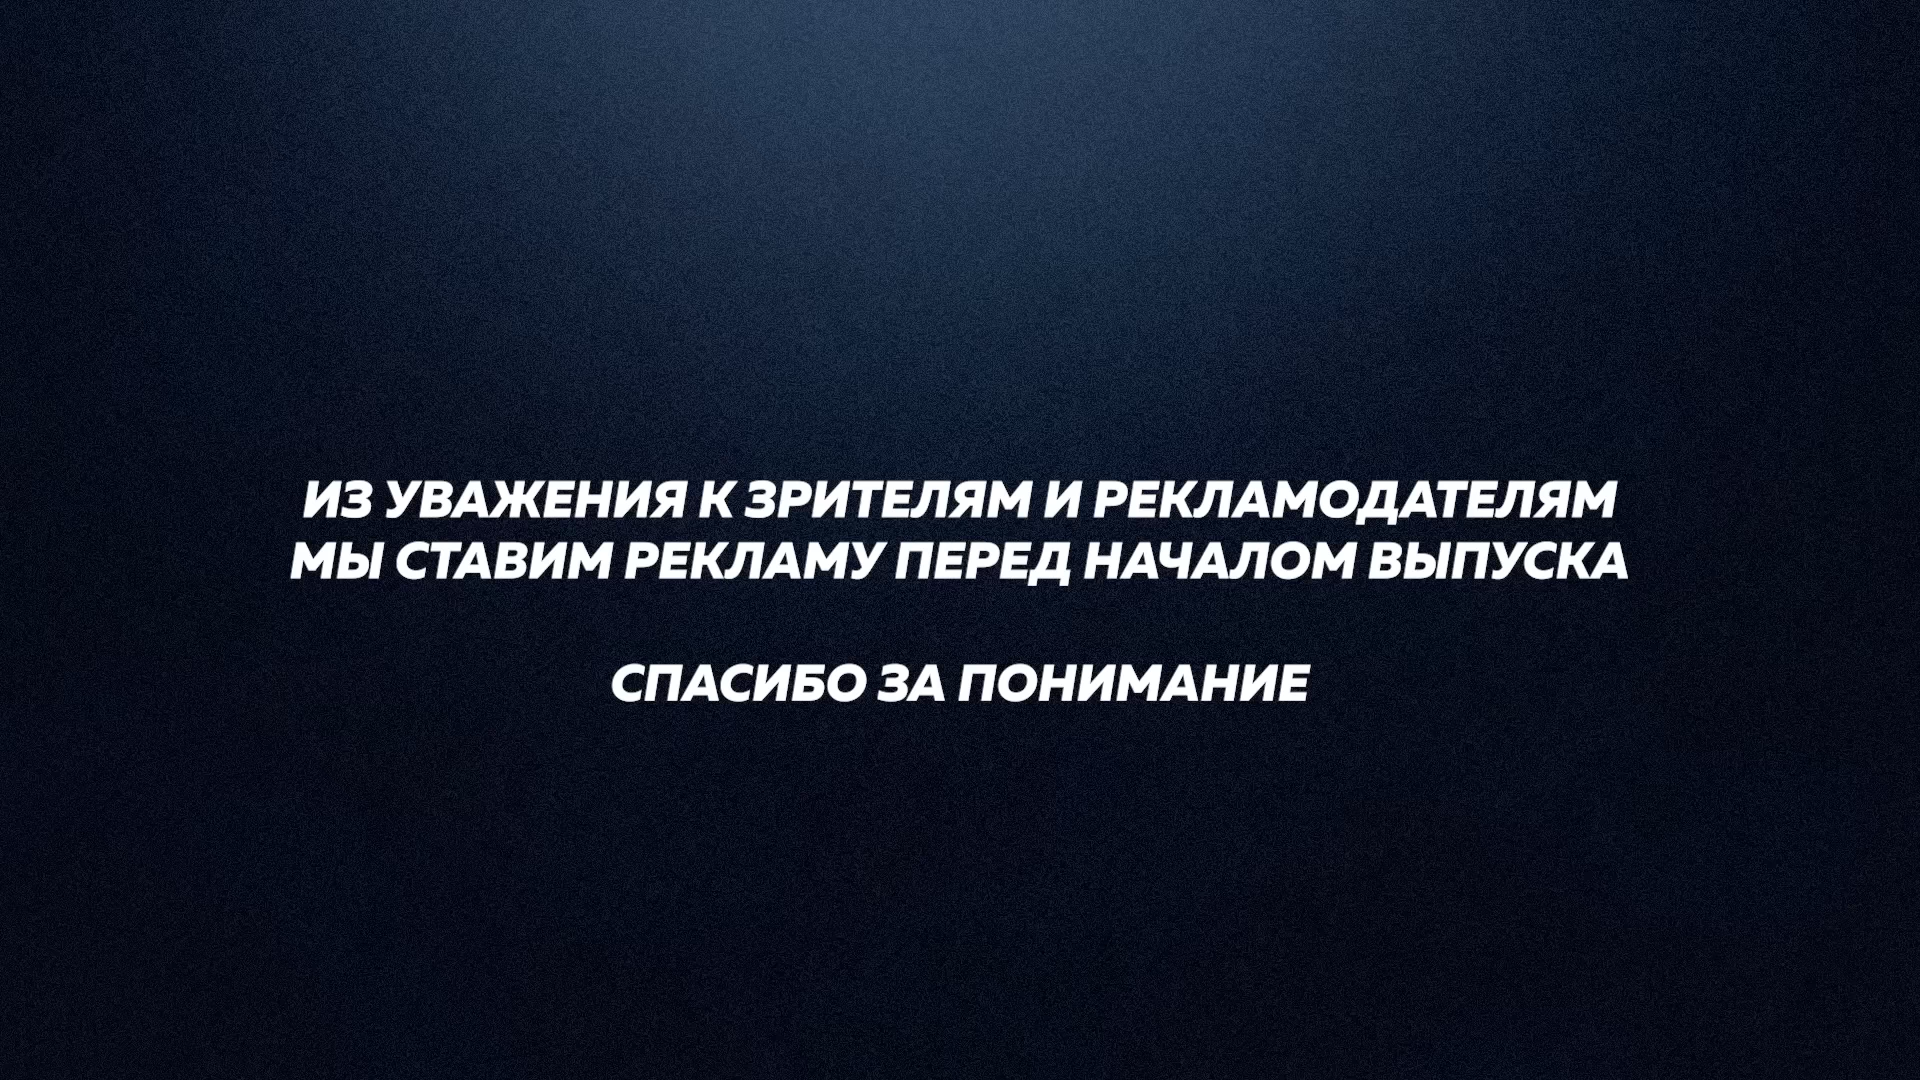 ИЗ УВАЖЕНИЯ К ЗРИТЕЛЯМ И РЕКЛАМОДАТЕЛЯМ
МЫ СТАВИМ РЕКЛАМУ ПЕРЕД НАЧАЛОМ ВЫПУСКА
СПАСИБО ЗА ПОНИМАНИЕ